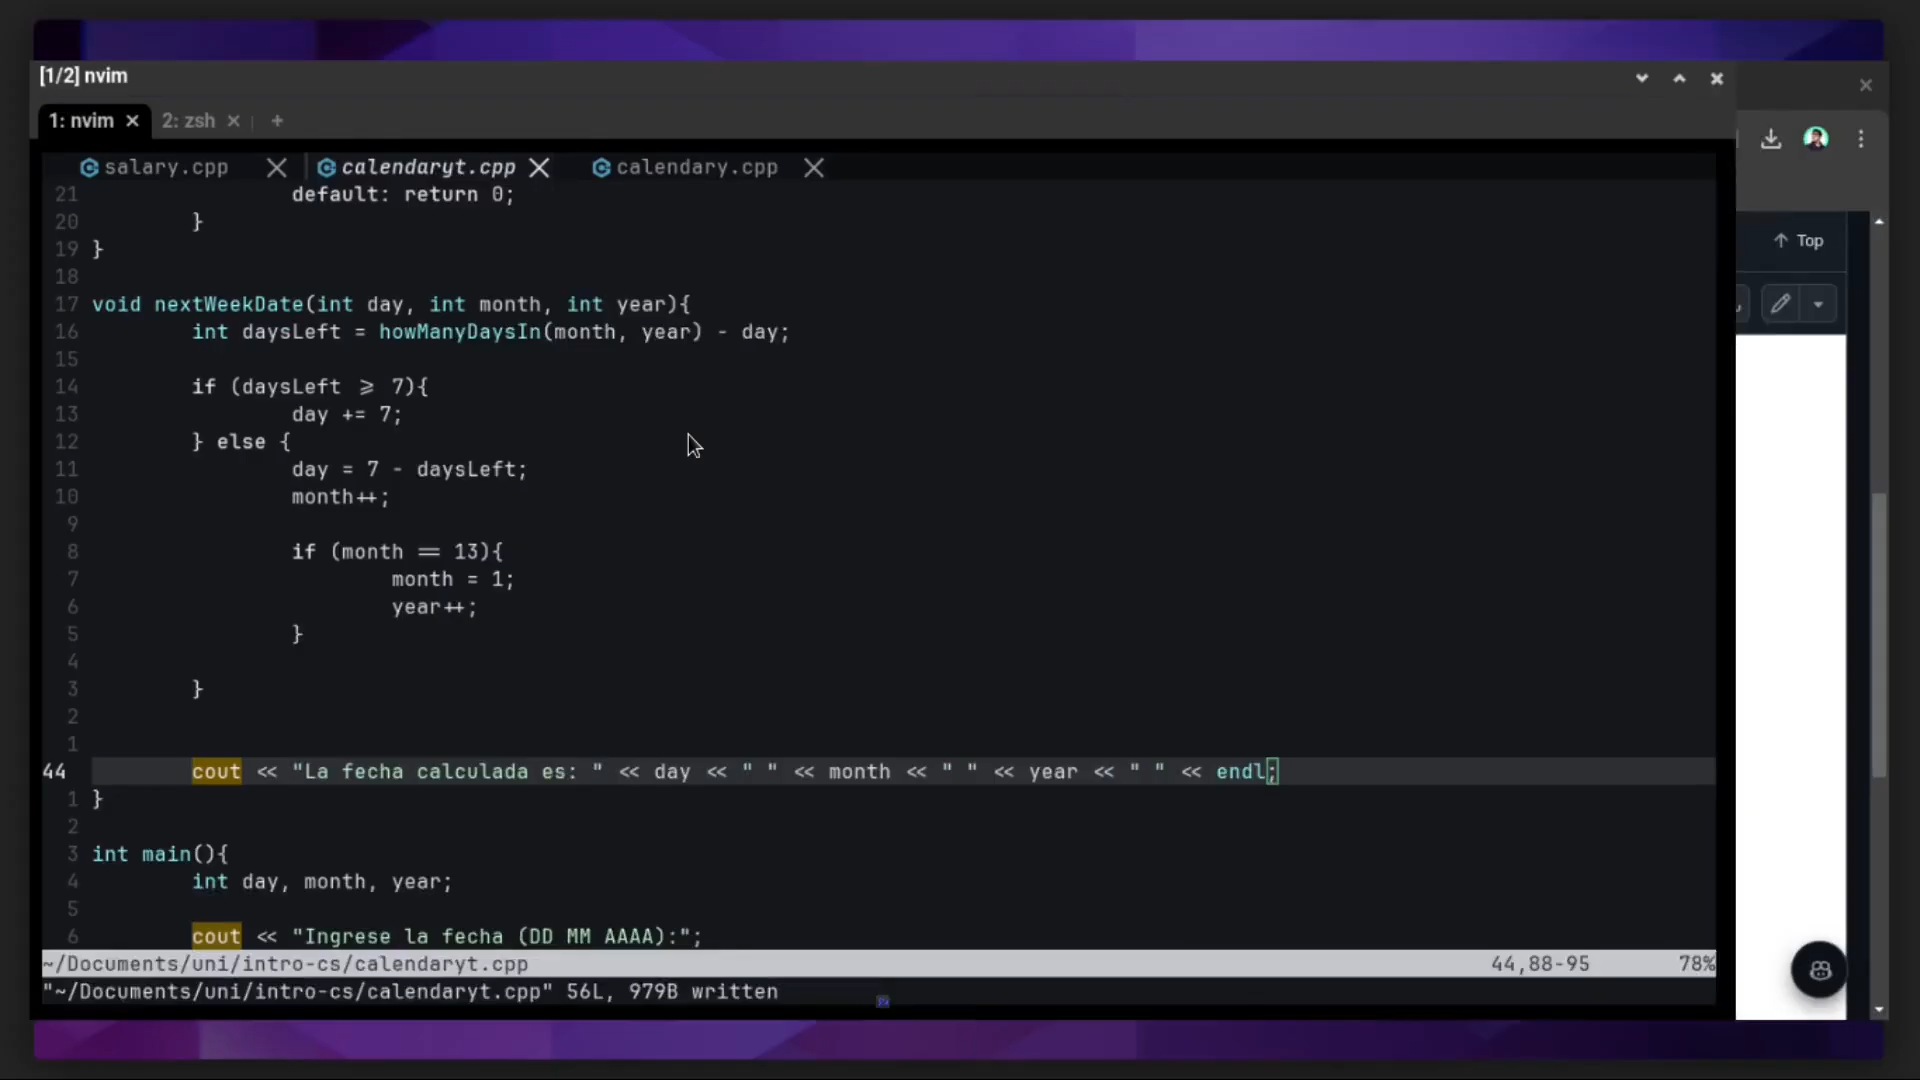 [1/2] nvim
1: nvim
2: zsh
+
salary.cpp
calendaryt.cpp
calendary.cpp
21 default: return 0;
20 }
19 }
18
17 void nextWeekDate(int day, int month, int year){
16 int daysLeft = howManyDaysIn(month, year) - day;
15
14 if (daysLeft >= 7){
13 day += 7;
12 } else {
11 day = 7 - daysLeft;
10 month++;
9
8 if (month == 13){
7 month = 1;
6 year++;
5 }
4
3 }
2
1
44 cout << "La fecha calculada es: " << day << " " << month << " " << year << " " << endl;
1 }
2
3 int main(){
4 int day, month, year;
5
6 cout << "Ingrese la fecha (DD MM AAAA):";
~/Documents/uni/intro-cs/calendaryt.cpp 44,88-95 78%
"~/Documents/uni/intro-cs/calendaryt.cpp" 56L, 979B written
Top